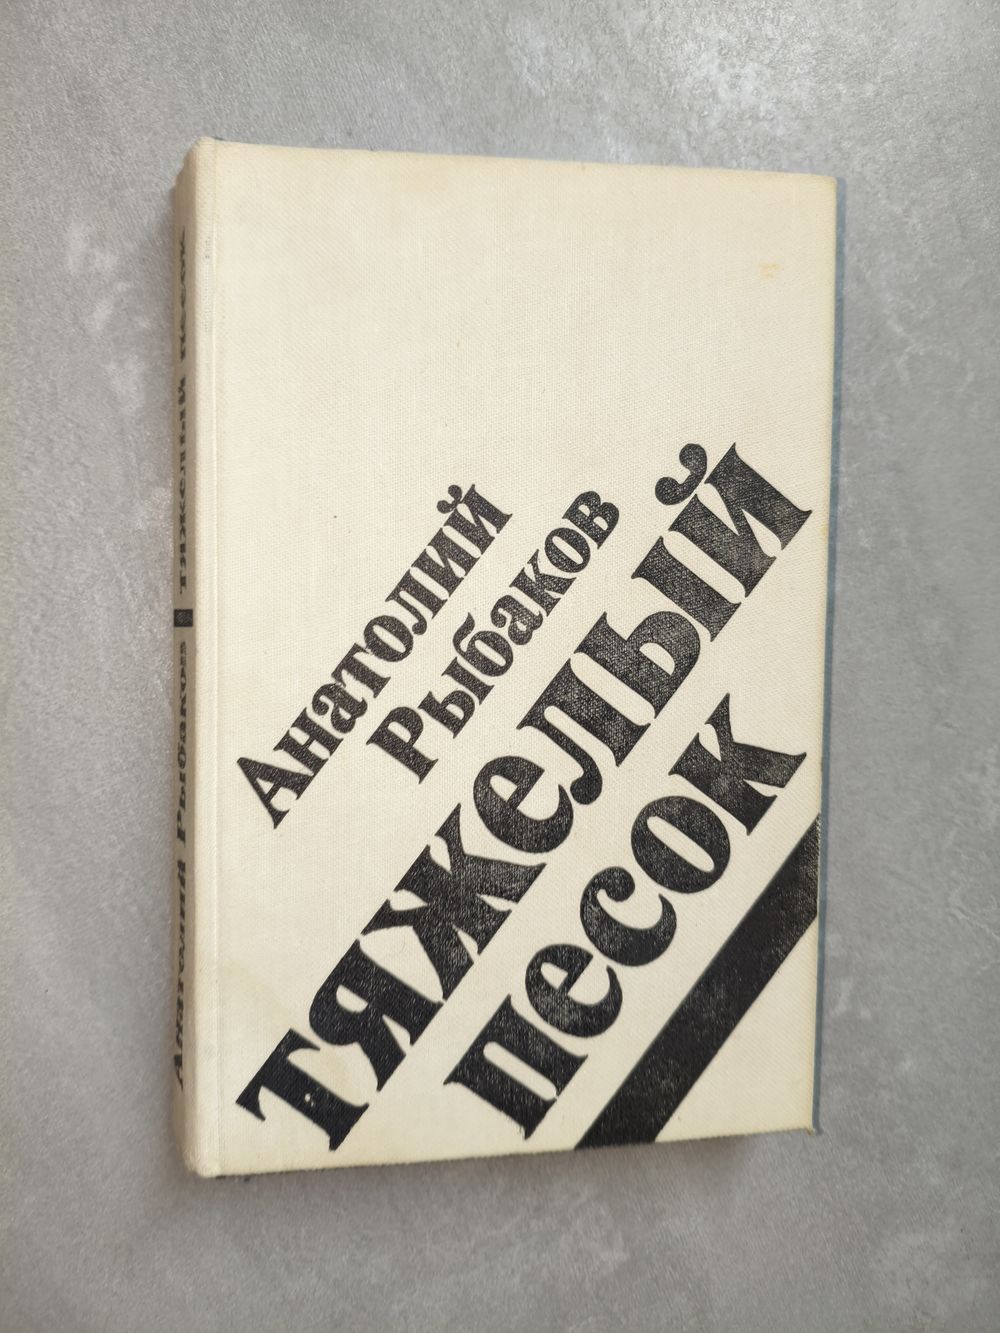 Анатолий
Рыбаков
Тяжелый
песок
Анатолий Рыбаков Тяжелый песок